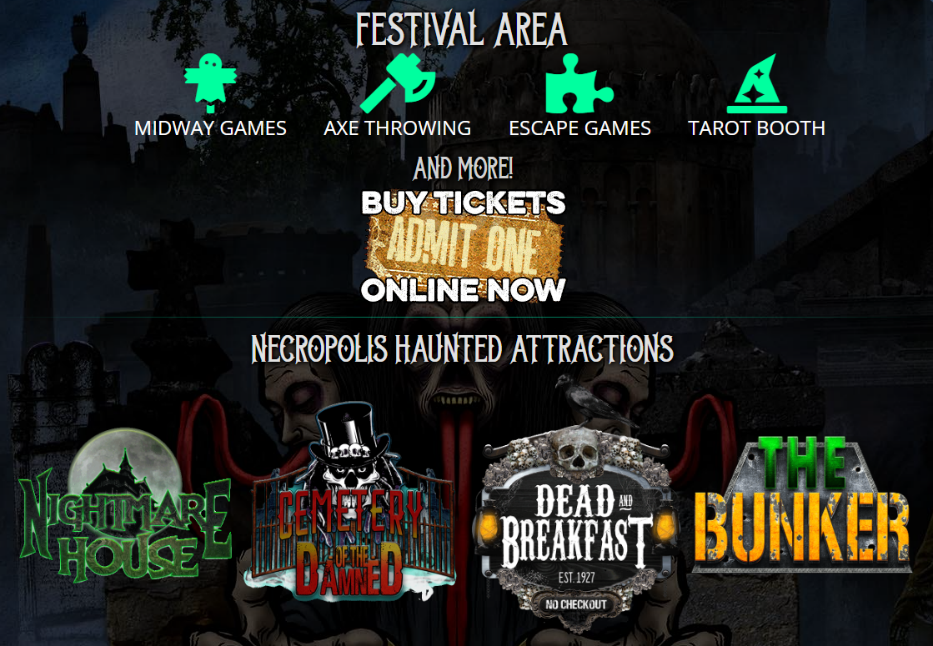 FESTIVAL AREA
MIDWAY GAMES AXE THROWING ESCAPE GAMES TAROT BOOTH
AND MORE!
BUY TICKETS
ADMIT ONE
ONLINE NOW
NECROPOLIS HAUNTED ATTRACTIONS
NIGHTMARE
HOUSE
CEMETERY
OF THE
DAMNED
DEAD AND
BREAKFAST
EST. 1927
NO CHECKOUT
THE
BUNKER